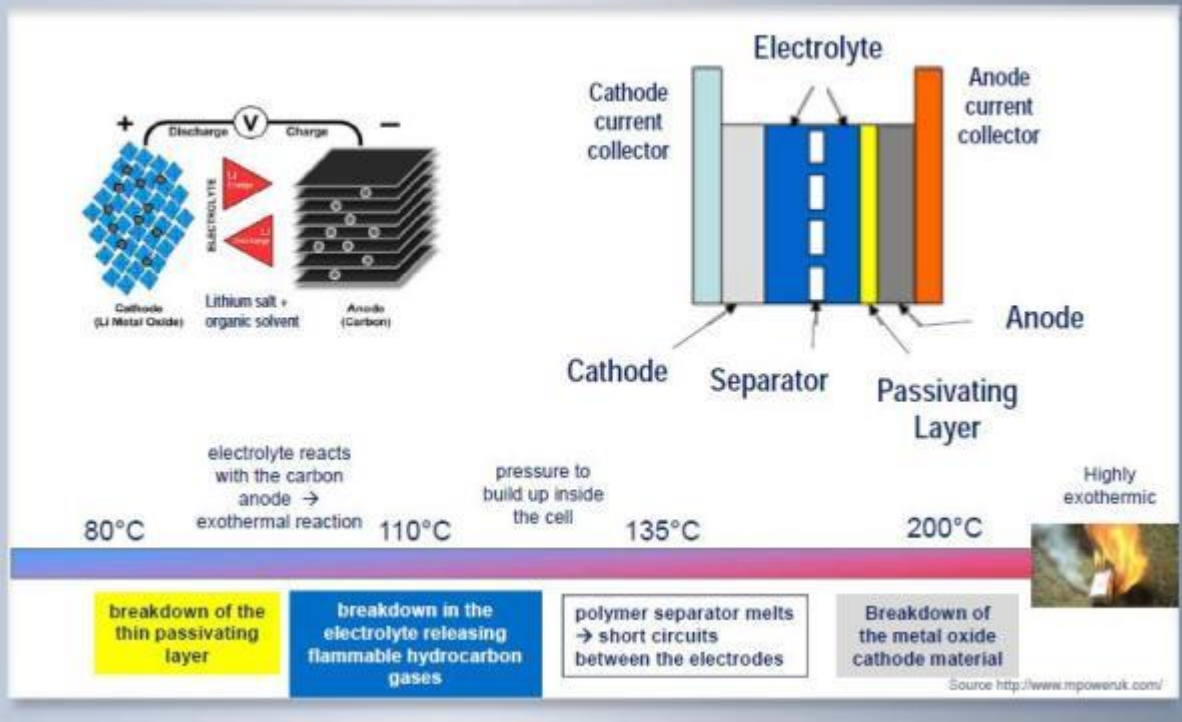 +
Discharge
V
Charge
−
ELECTROLYTE
Li
Charge
Li
Discharge
Cathode
(Li Metal Oxide)
Lithium salt +
organic solvent
Anode
(Carbon)
Electrolyte
Cathode
current
collector
Anode
current
collector
Cathode
Separator
Passivating
Layer
Anode
electrolyte reacts
with the carbon
anode →
exothermal reaction
pressure to
build up inside
the cell
Highly
exothermic
80°C
110°C
135°C
200°C
breakdown of the
thin passivating
layer
breakdown in the
electrolyte releasing
flammable hydrocarbon
gases
polymer separator melts
→ short circuits
between the electrodes
Breakdown of
the metal oxide
cathode material
Source http://www.mpoweruk.com/